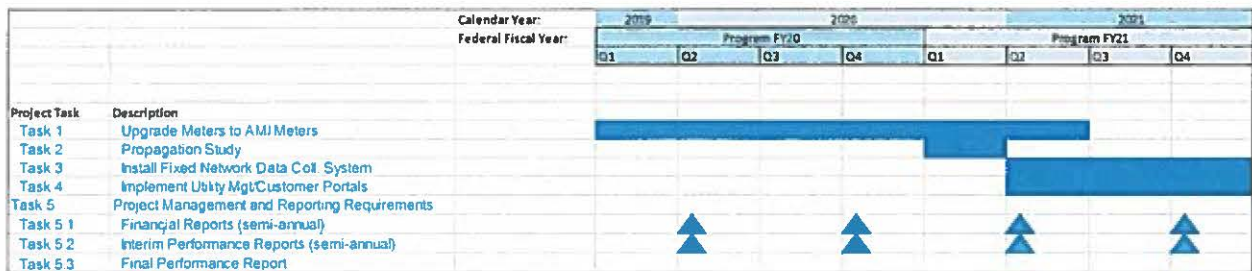 Calendar Year: 2019 2020 2021
Federal Fiscal Year: Program FY20 Program FY21
Q1 Q2 Q3 Q4 Q1 Q2 Q3 Q4
Project Task Description
Task 1 Upgrade Meters to AMI Meters
Task 2 Propagation Study
Task 3 Install Fixed Network Data Coll. System
Task 4 Implement Utility Mgt/Customer Portals
Task 5 Project Management and Reporting Requirements
Task 5.1 Financial Reports (semi-annual)
Task 5.2 Interim Performance Reports (semi-annual)
Task 5.3 Final Performance Report